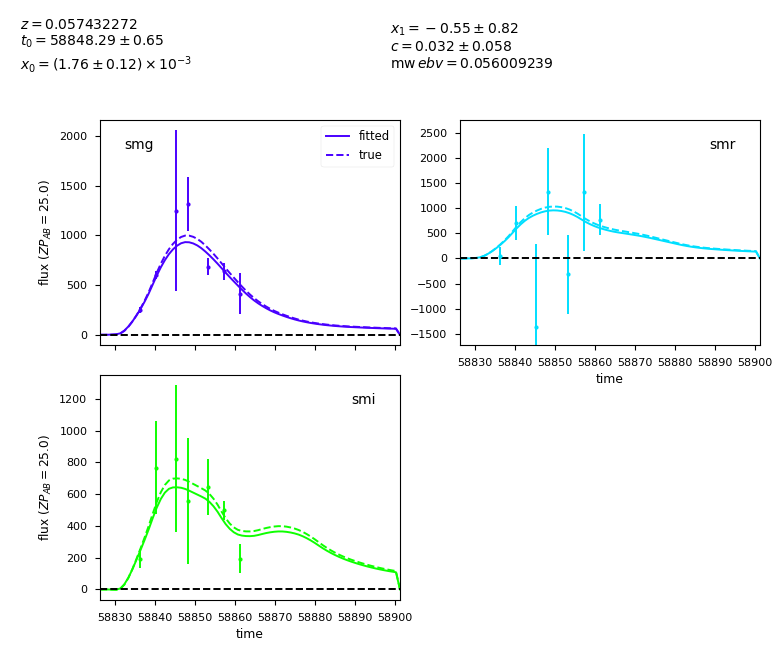 z = 0.057432272
t₀ = 58848.29 ± 0.65
x₀ = (1.76 ± 0.12) × 10⁻³
x₁ = −0.55 ± 0.82
c = 0.032 ± 0.058
mw ebv = 0.056009239
smg
fitted
true
flux (ZP_AB = 25.0)
2000
1500
1000
500
0
smr
2500
2000
1500
1000
500
0
−500
−1000
−1500
58830 58840 58850 58860 58870 58880 58890 58900
time
smi
flux (ZP_AB = 25.0)
1200
1000
800
600
400
200
0
58830 58840 58850 58860 58870 58880 58890 58900
time